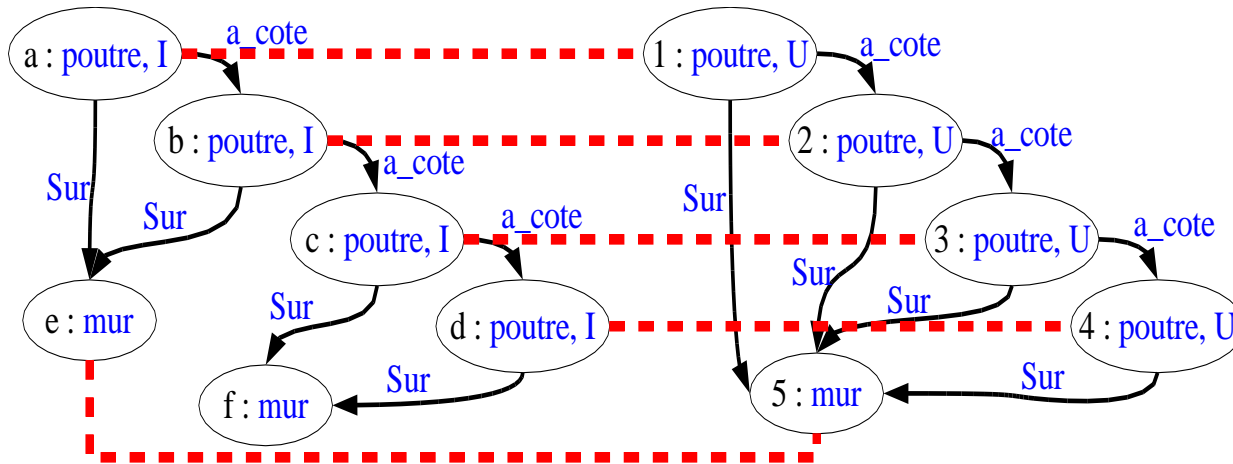 a : poutre, I
a_cote
1 : poutre, U
a_cote
b : poutre, I
a_cote
2 : poutre, U
a_cote
Sur
Sur
Sur
c : poutre, I
a_cote
3 : poutre, U
a_cote
Sur
Sur
Sur
e : mur
d : poutre, I
4 : poutre, U
Sur
Sur
f : mur
5 : mur